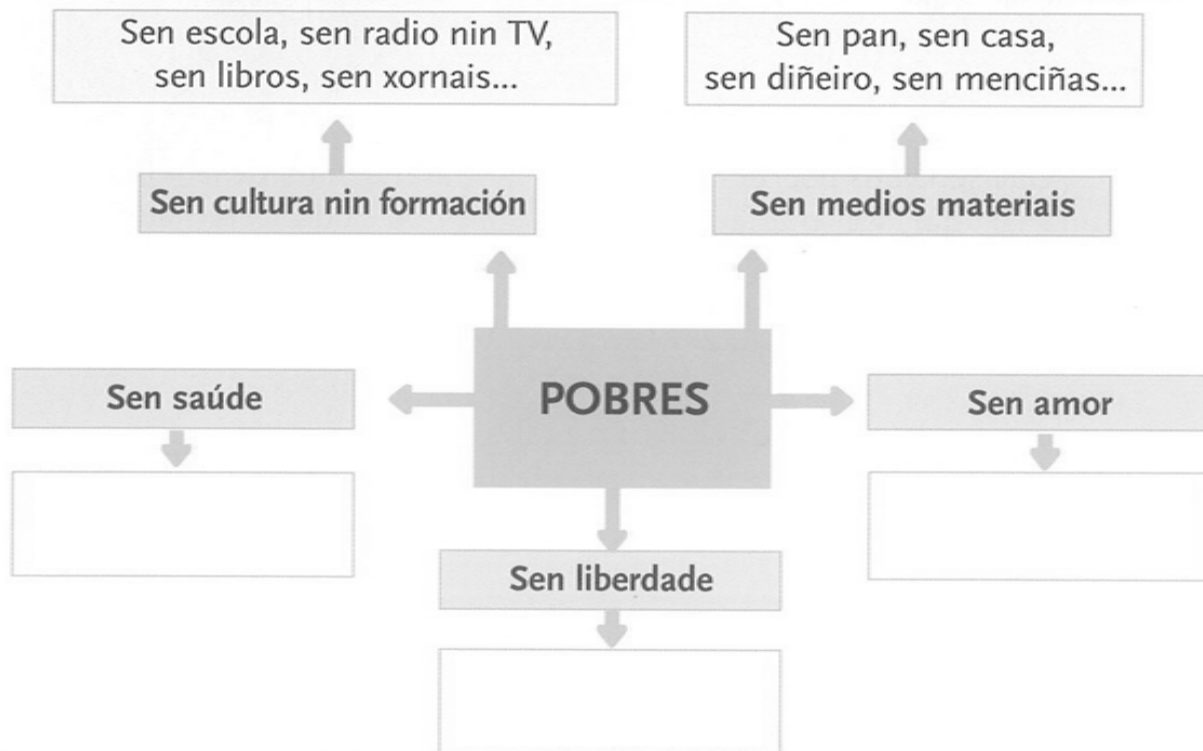 Sen escola, sen radio nin TV,
sen libros, sen xornais...
Sen pan, sen casa,
sen diñeiro, sen menciñas...
Sen cultura nin formación
Sen medios materiais
Sen saúde
POBRES
Sen amor
Sen liberdade